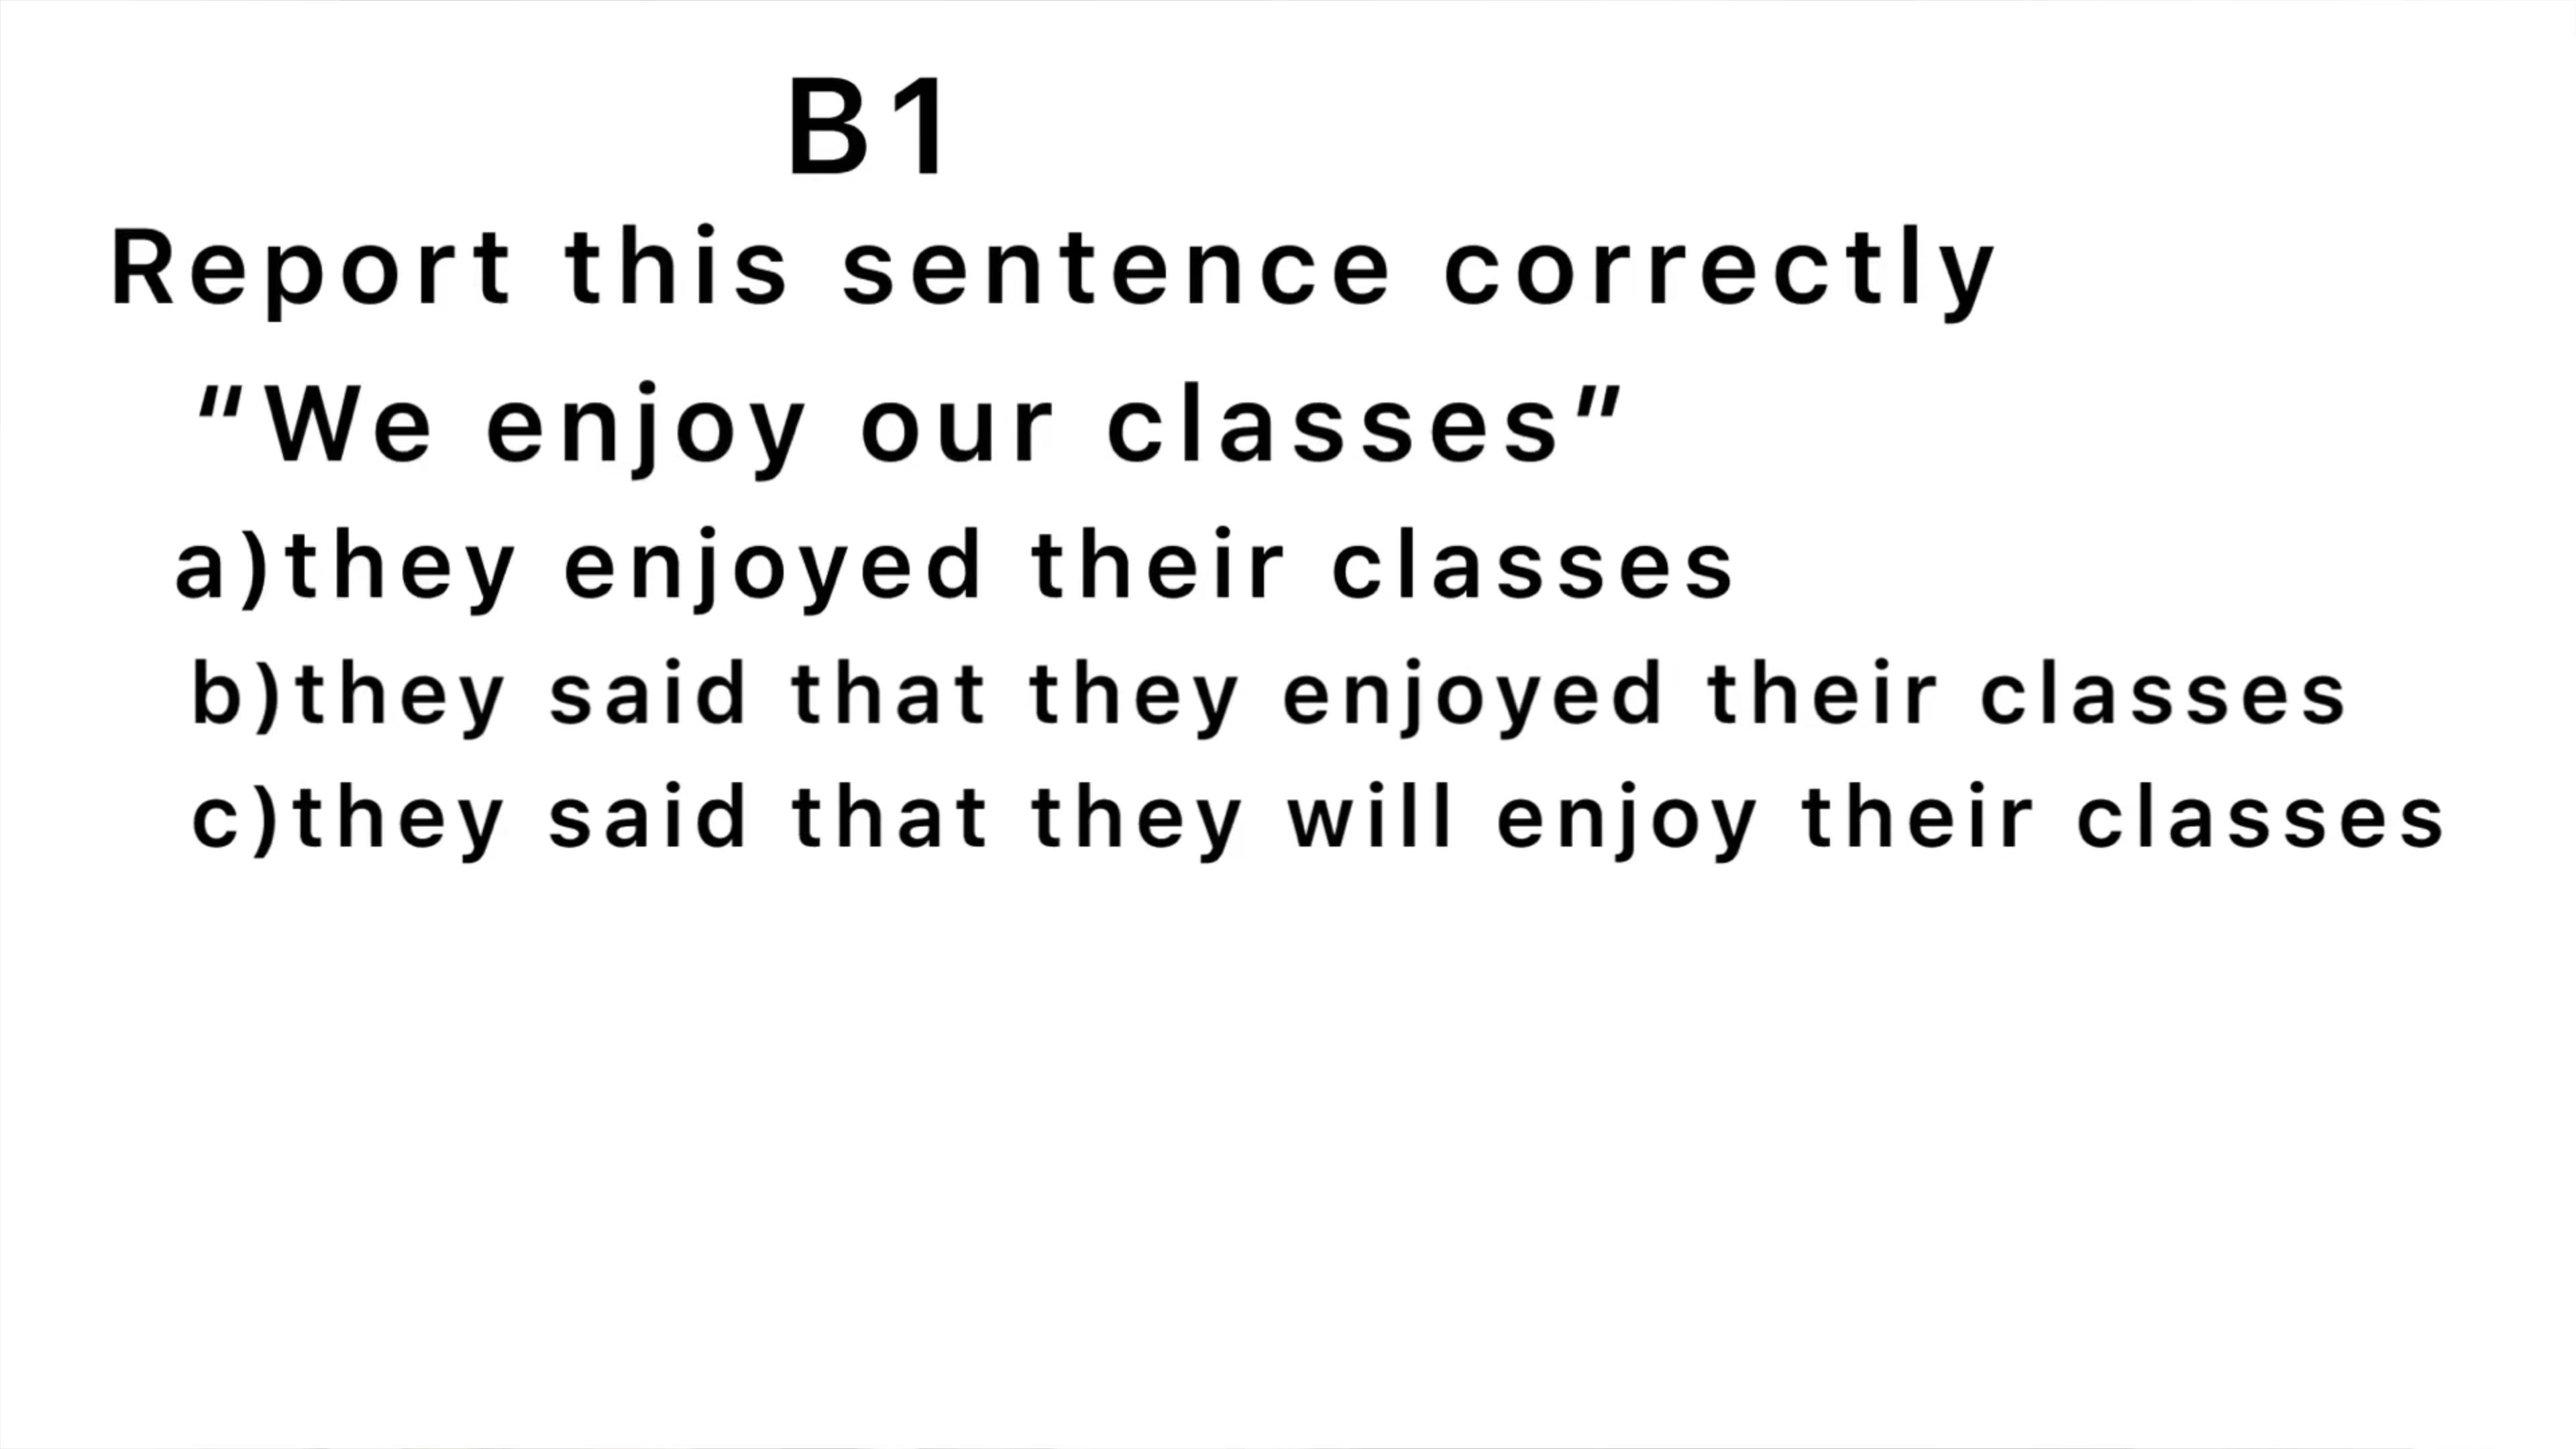 B1
Report this sentence correctly
“We enjoy our classes”
a)they enjoyed their classes
b)they said that they enjoyed their classes
c)they said that they will enjoy their classes